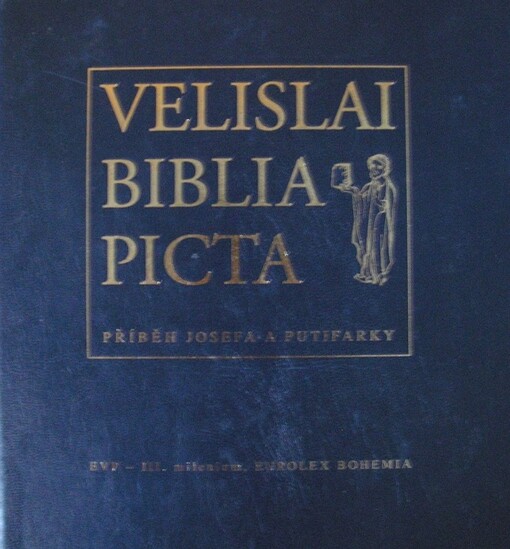 VELISLAI
BIBLIA
PICTA
PŘÍBĚH JOSEFA A PUTIFARKY
EVF – III. milenium, EUROLEX BOHEMIA